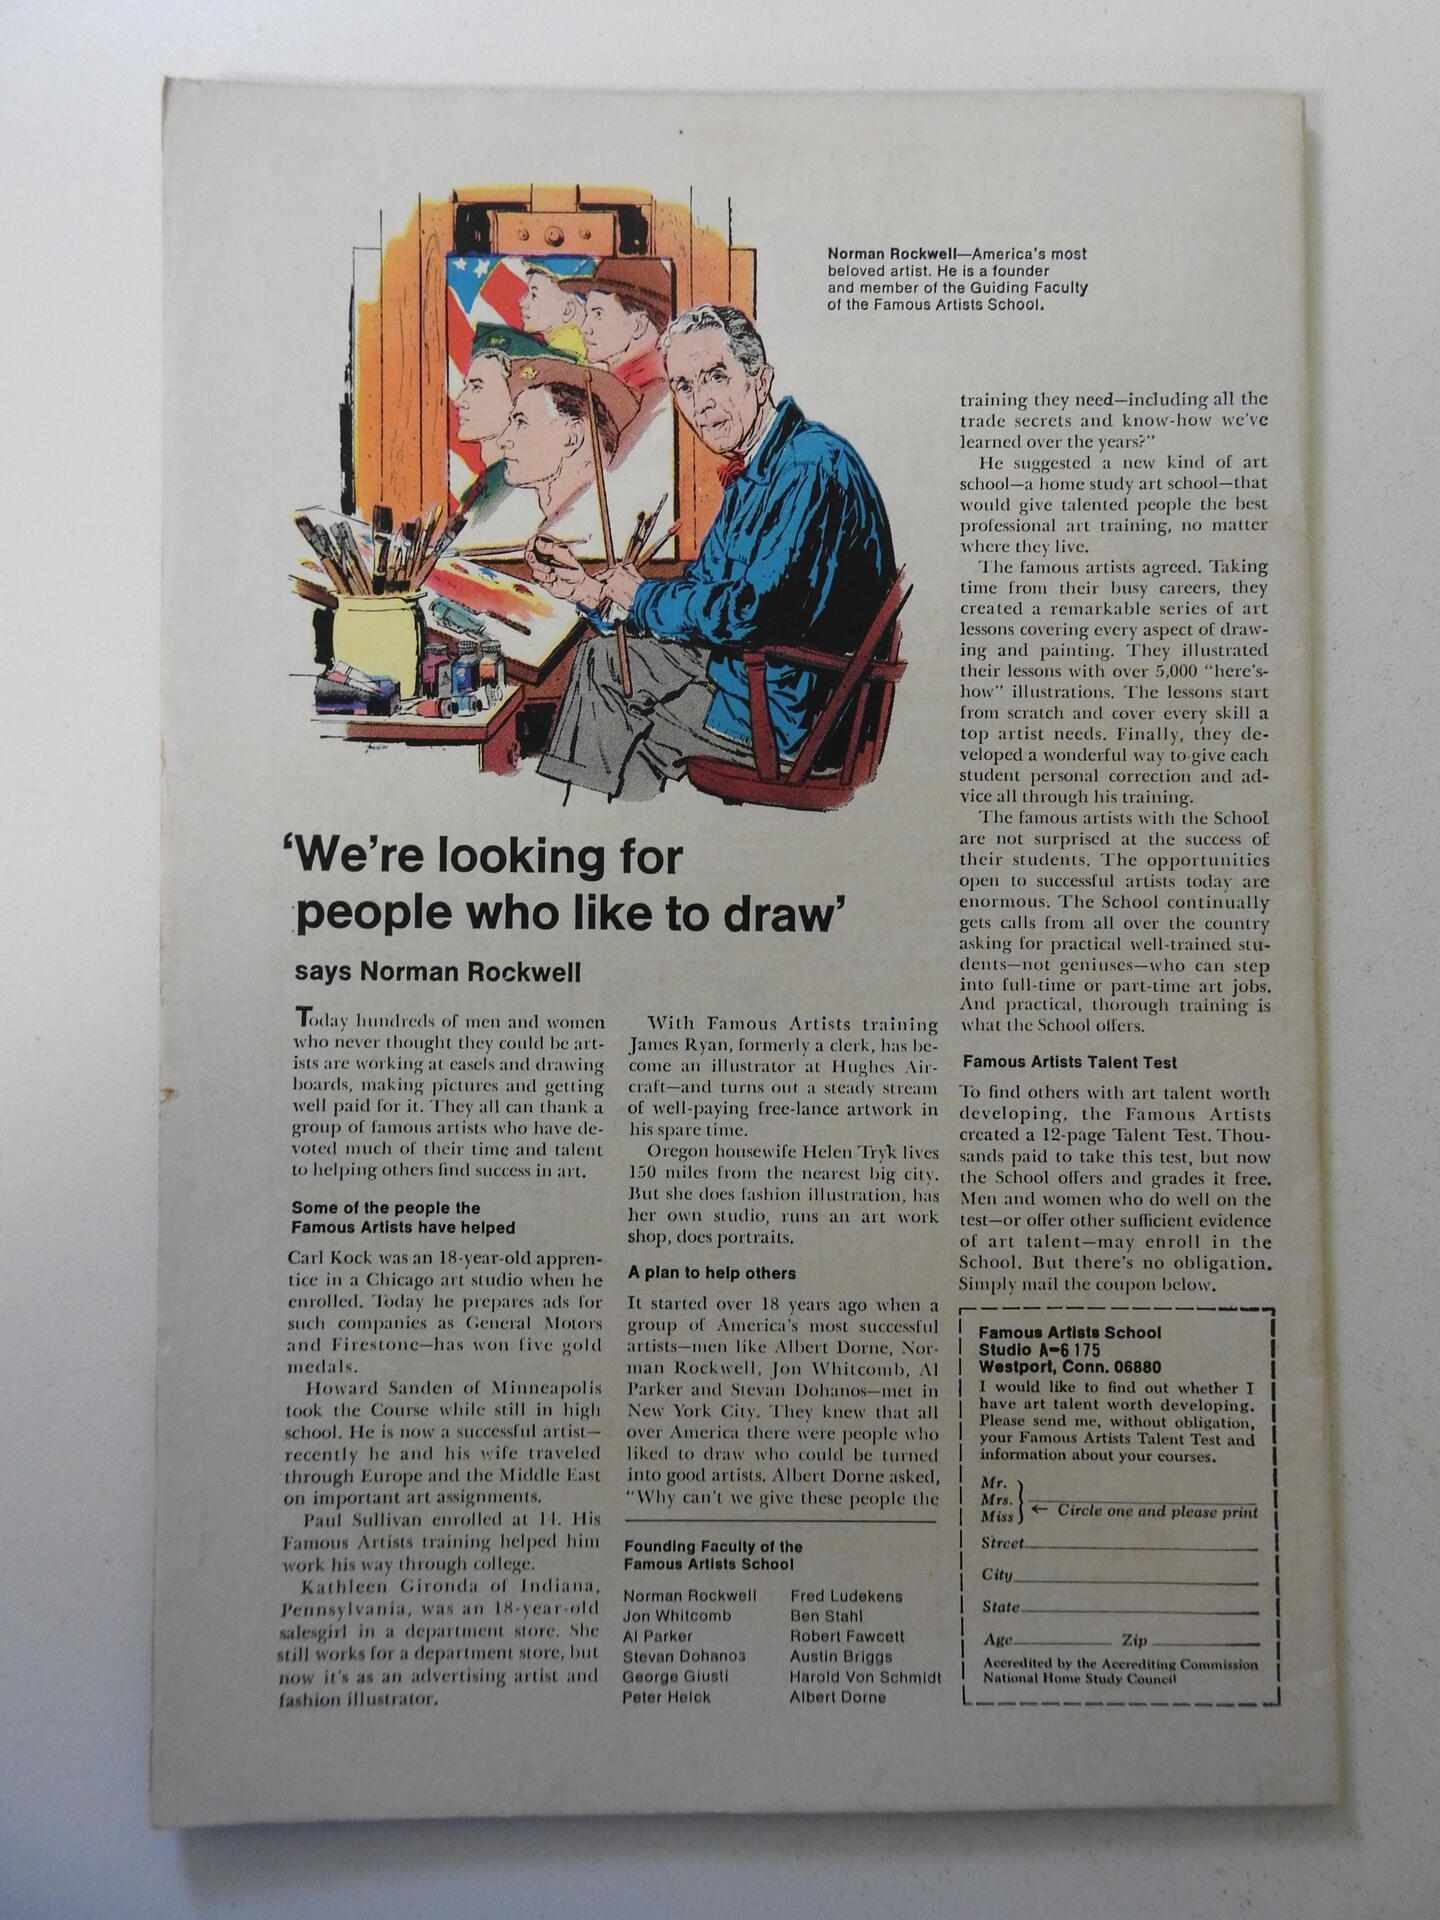 Norman Rockwell—America's most
beloved artist. He is a founder
and member of the Guiding Faculty
of the Famous Artists School.
'We're looking for
people who like to draw'
says Norman Rockwell
Today hundreds of men and women
who never thought they could be art-
ists are working at easels and drawing
boards, making pictures and getting
well paid for it. They all can thank a
group of famous artists who have de-
voted much of their time and talent
to helping others find success in art.
Some of the people the
Famous Artists have helped
Carl Kock was an 18-year-old appren-
tice in a Chicago art studio when he
enrolled. Today he prepares ads for
such companies as General Motors
and Firestone—has won five gold
medals.
Howard Sanden of Minneapolis
took the Course while still in high
school. He is now a successful artist—
recently he and his wife traveled
through Europe and the Middle East
on important art assignments.
Paul Sullivan enrolled at 14. His
Famous Artists training helped him
work his way through college.
Kathleen Gironda of Indiana,
Pennsylvania, was an 18-year-old
salesgirl in a department store. She
still works for a department store, but
now it's as an advertising artist and
fashion illustrator.
With Famous Artists training
James Ryan, formerly a clerk, has be-
come an illustrator at Hughes Air-
craft—and turns out a steady stream
of well-paying free-lance artwork in
his spare time.
Oregon housewife Helen Tryk lives
150 miles from the nearest big city.
But she does fashion illustration, has
her own studio, runs an art work
shop, does portraits.
A plan to help others
It started over 18 years ago when a
group of America's most successful
artists—men like Albert Dorne, Nor-
man Rockwell, Jon Whitcomb, Al
Parker and Stevan Dohanos—met in
New York City. They knew that all
over America there were people who
liked to draw who could be turned
into good artists. Albert Dorne asked,
"Why can't we give these people the
training they need—including all the
trade secrets and know-how we've
learned over the years?"
He suggested a new kind of art
school—a home study art school—that
would give talented people the best
professional art training, no matter
where they live.
The famous artists agreed. Taking
time from their busy careers, they
created a remarkable series of art
lessons covering every aspect of draw-
ing and painting. They illustrated
their lessons with over 5,000 "here's-
how" illustrations. The lessons start
from scratch and cover every skill a
top artist needs. Finally, they de-
veloped a wonderful way to give each
student personal correction and ad-
vice all through his training.
The famous artists with the School
are not surprised at the success of
their students. The opportunities
open to successful artists today are
enormous. The School continually
gets calls from all over the country
asking for practical well-trained stu-
dents—not geniuses—who can step
into full-time or part-time art jobs.
And practical, thorough training is
what the School offers.
Famous Artists Talent Test
To find others with art talent worth
developing, the Famous Artists
created a 12-page Talent Test. Thou-
sands paid to take this test, but now
the School offers and grades it free.
Men and women who do well on the
test—or offer other sufficient evidence
of art talent—may enroll in the
School. But there's no obligation.
Simply mail the coupon below.
Founding Faculty of the
Famous Artists School
Norman Rockwell
Jon Whitcomb
Al Parker
Stevan Dohanos
George Giusti
Peter Helck
Fred Ludekens
Ben Stahl
Robert Fawcett
Austin Briggs
Harold Von Schmidt
Albert Dorne
Famous Artists School
Studio A-6175
Westport, Conn. 06880
I would like to find out whether I
have art talent worth developing.
Please send me, without obligation,
your Famous Artists Talent Test and
information about your courses.
Mr.
Mrs.
Miss
← Circle one and please print
Street
City
State
Age Zip
Accredited by the Accrediting Commission
National Home Study Council